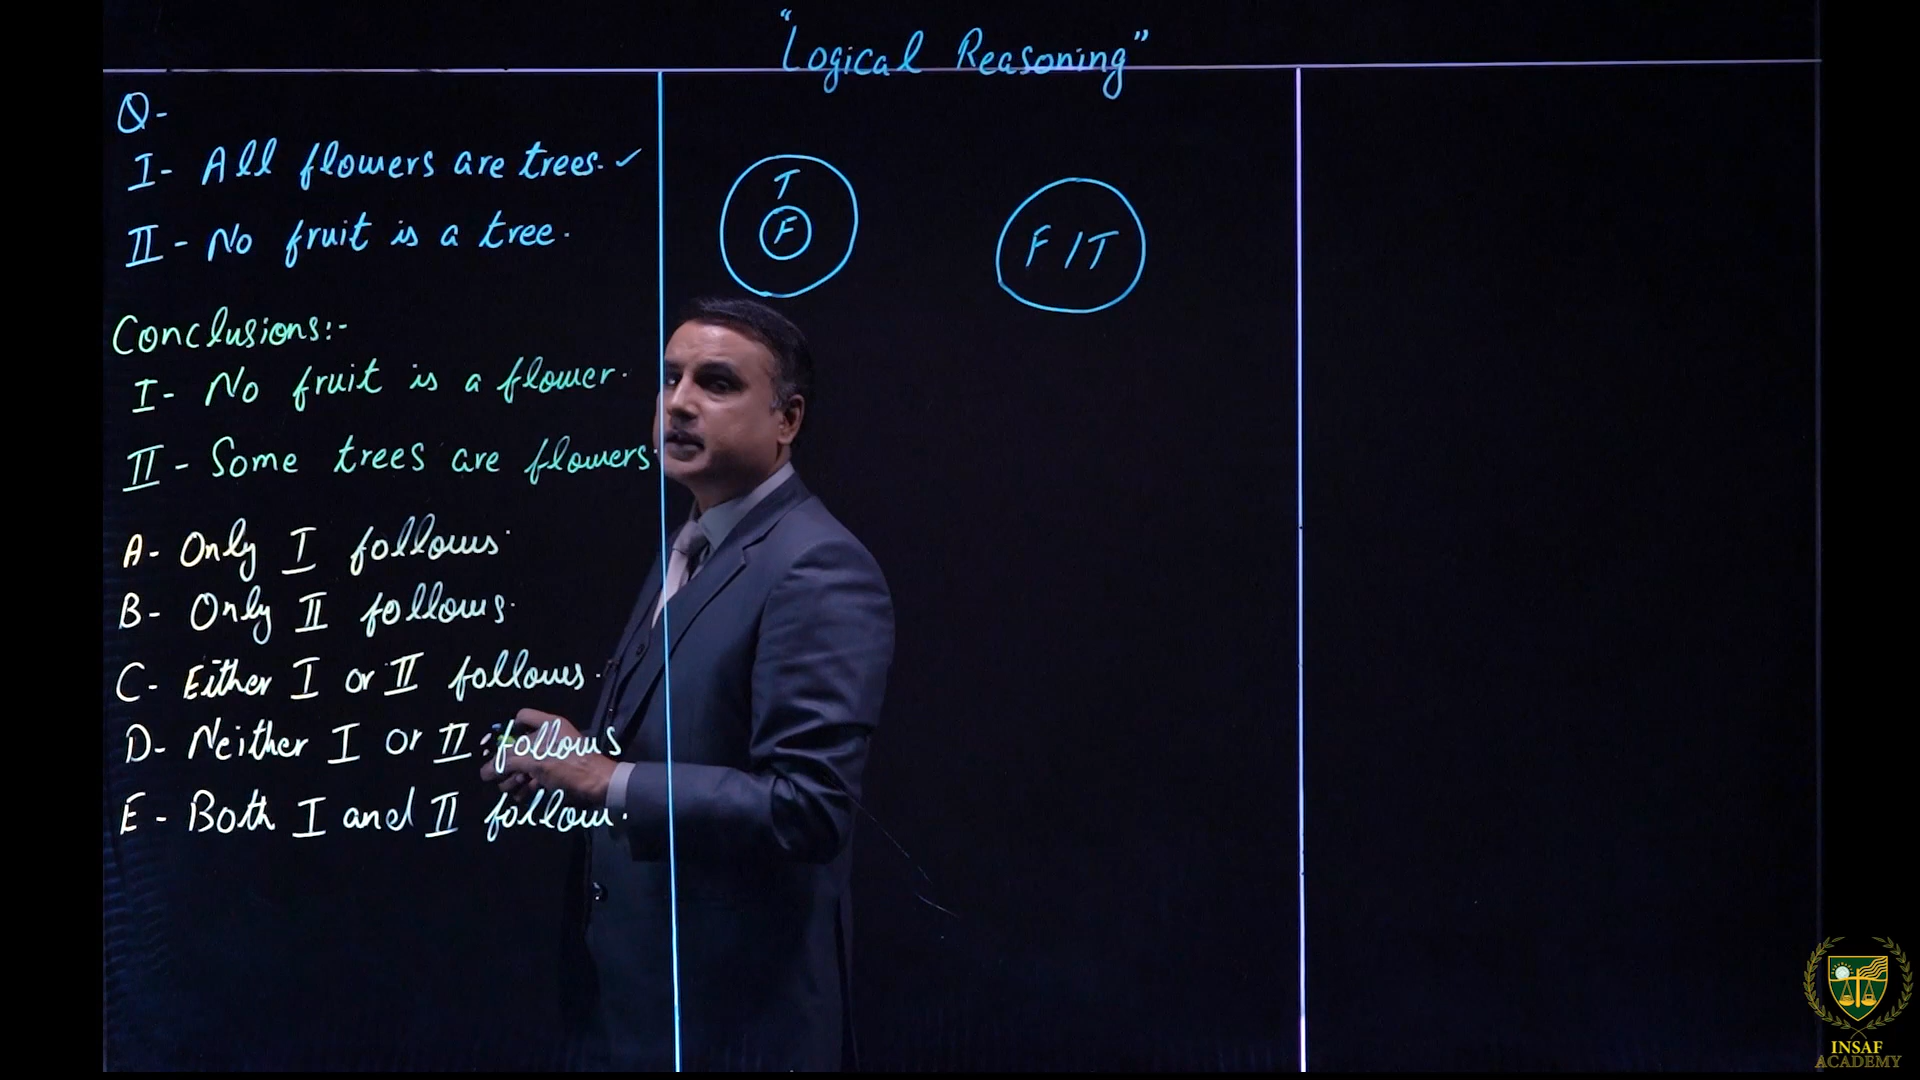 "Logical Reasoning"
Q-
I- All flowers are trees. ✓
II- No fruit is a tree.
Conclusions:-
I- No fruit is a flower.
II- Some trees are flowers.
A- Only I follows.
B- Only II follows.
C- Either I or II follows.
D- Neither I or II follows
E- Both I and II follow.
T
F
F/T
INSAF
ACADEMY